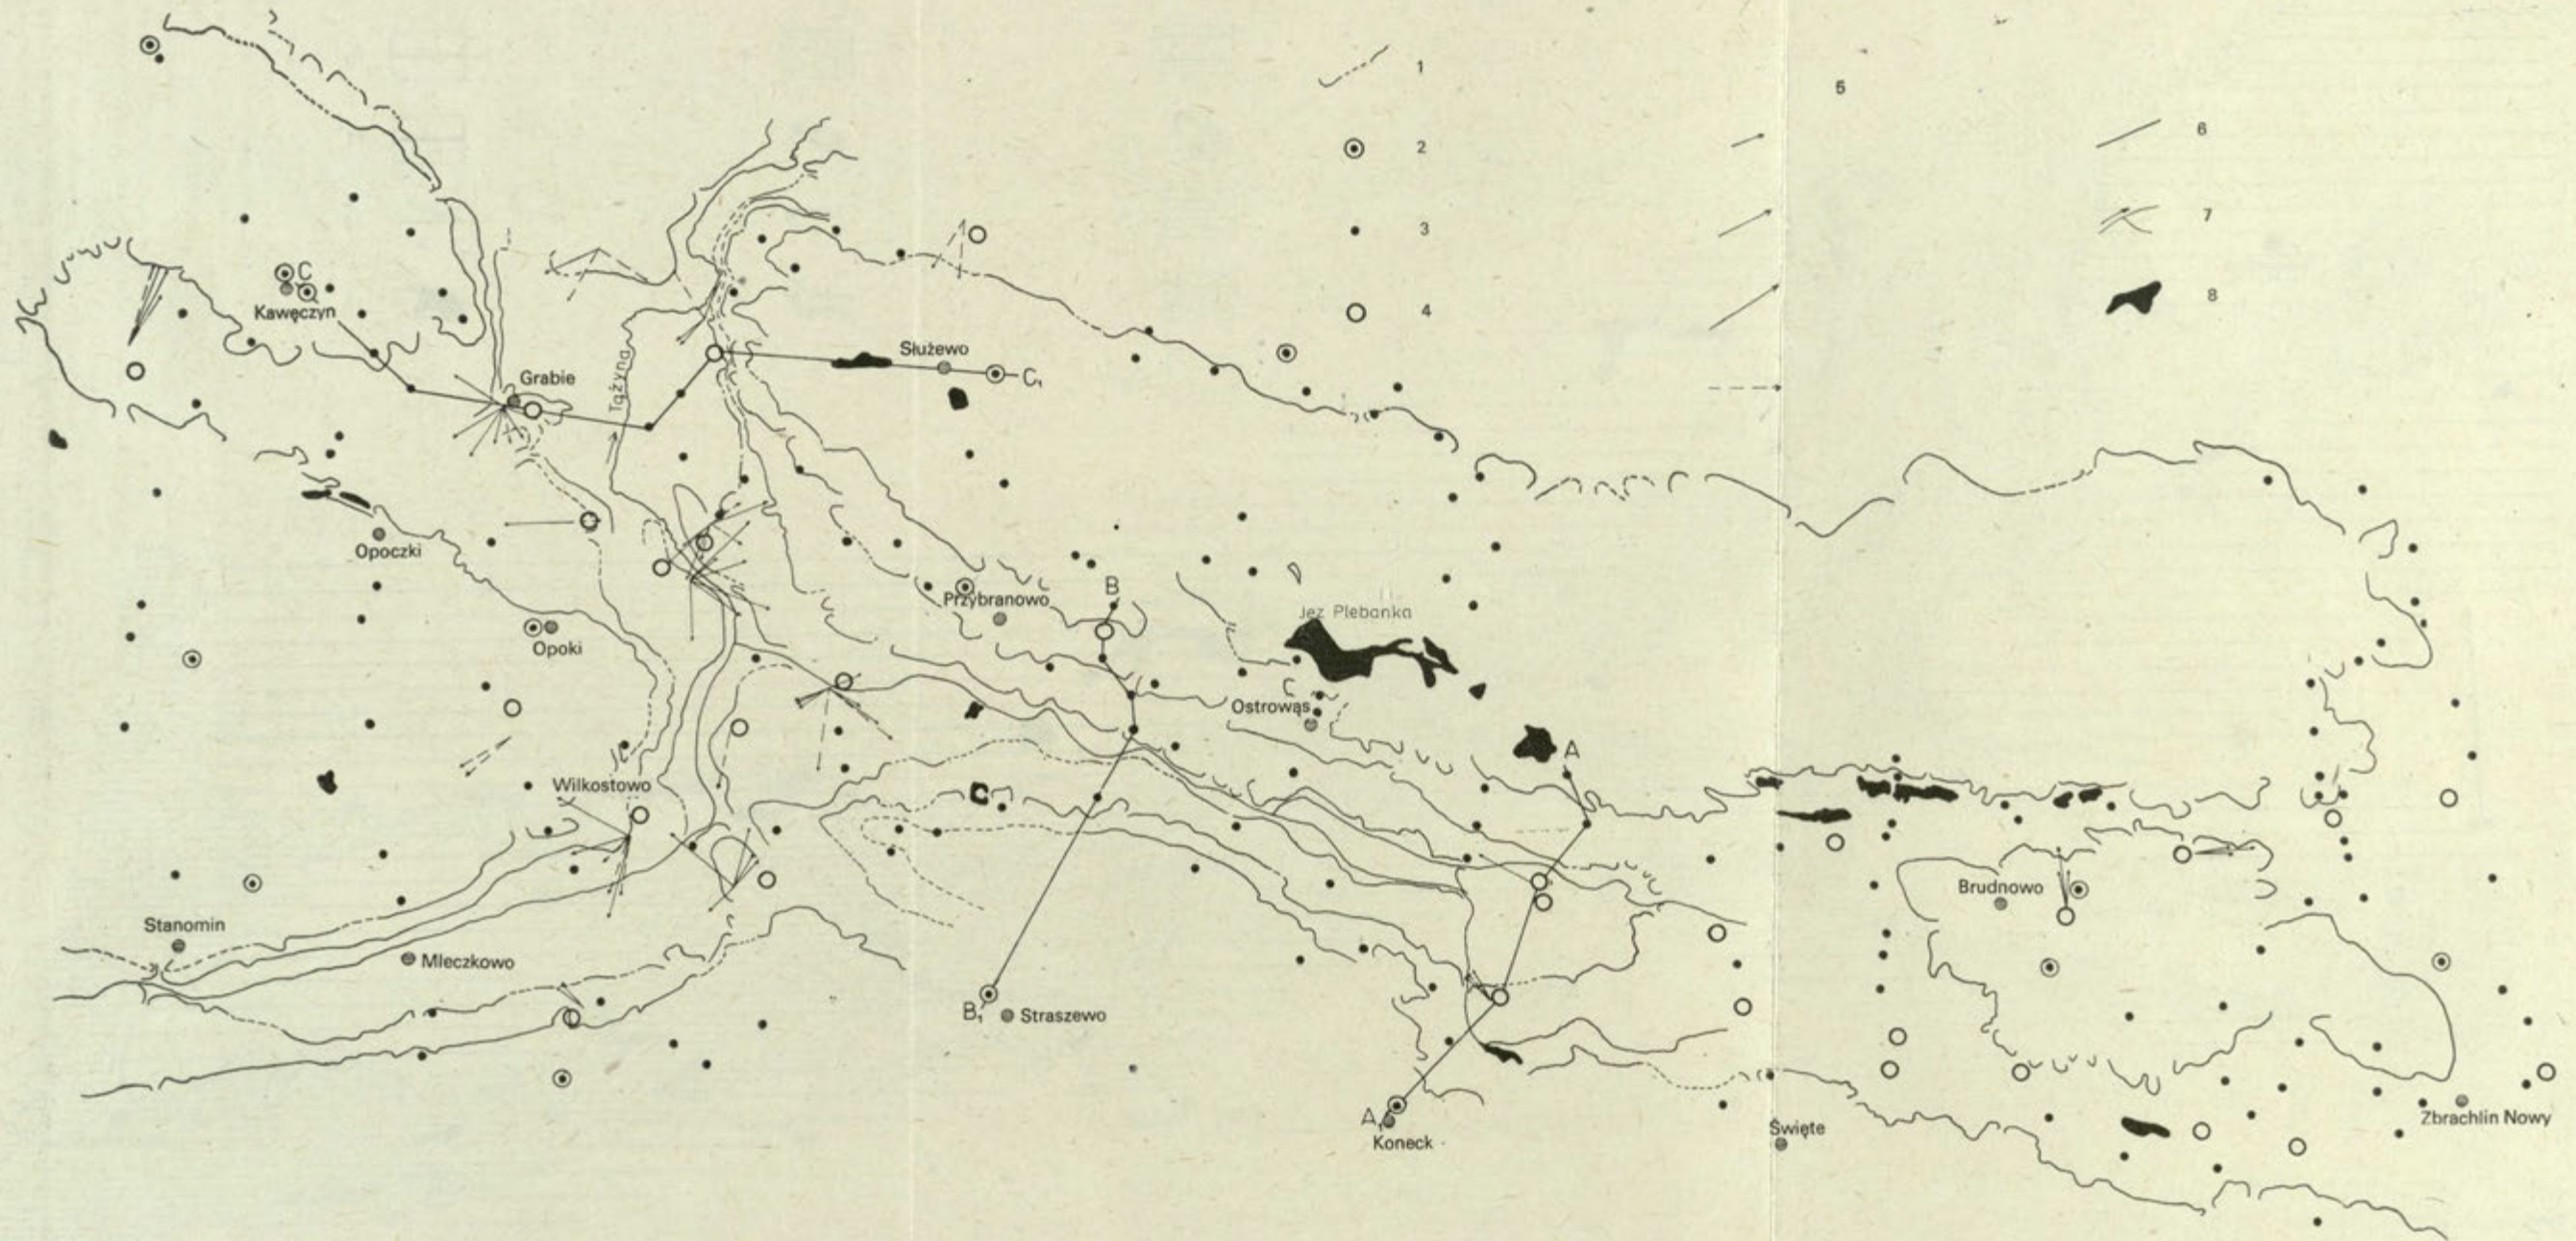 1
5
6
2
7
3
C
8
Kawęczyn
4
Służewo
C₁
Grabie
Tążyna
Opoczki
B
Przybranowo
Jez Plebanka
Opoki
C
Ostrowąs
A
Wilkostowo
Brudnowo
Stanomin
Mleczkowo
B₁
Straszewo
A₁
Koneck
Święte
Zbrachlin Nowy